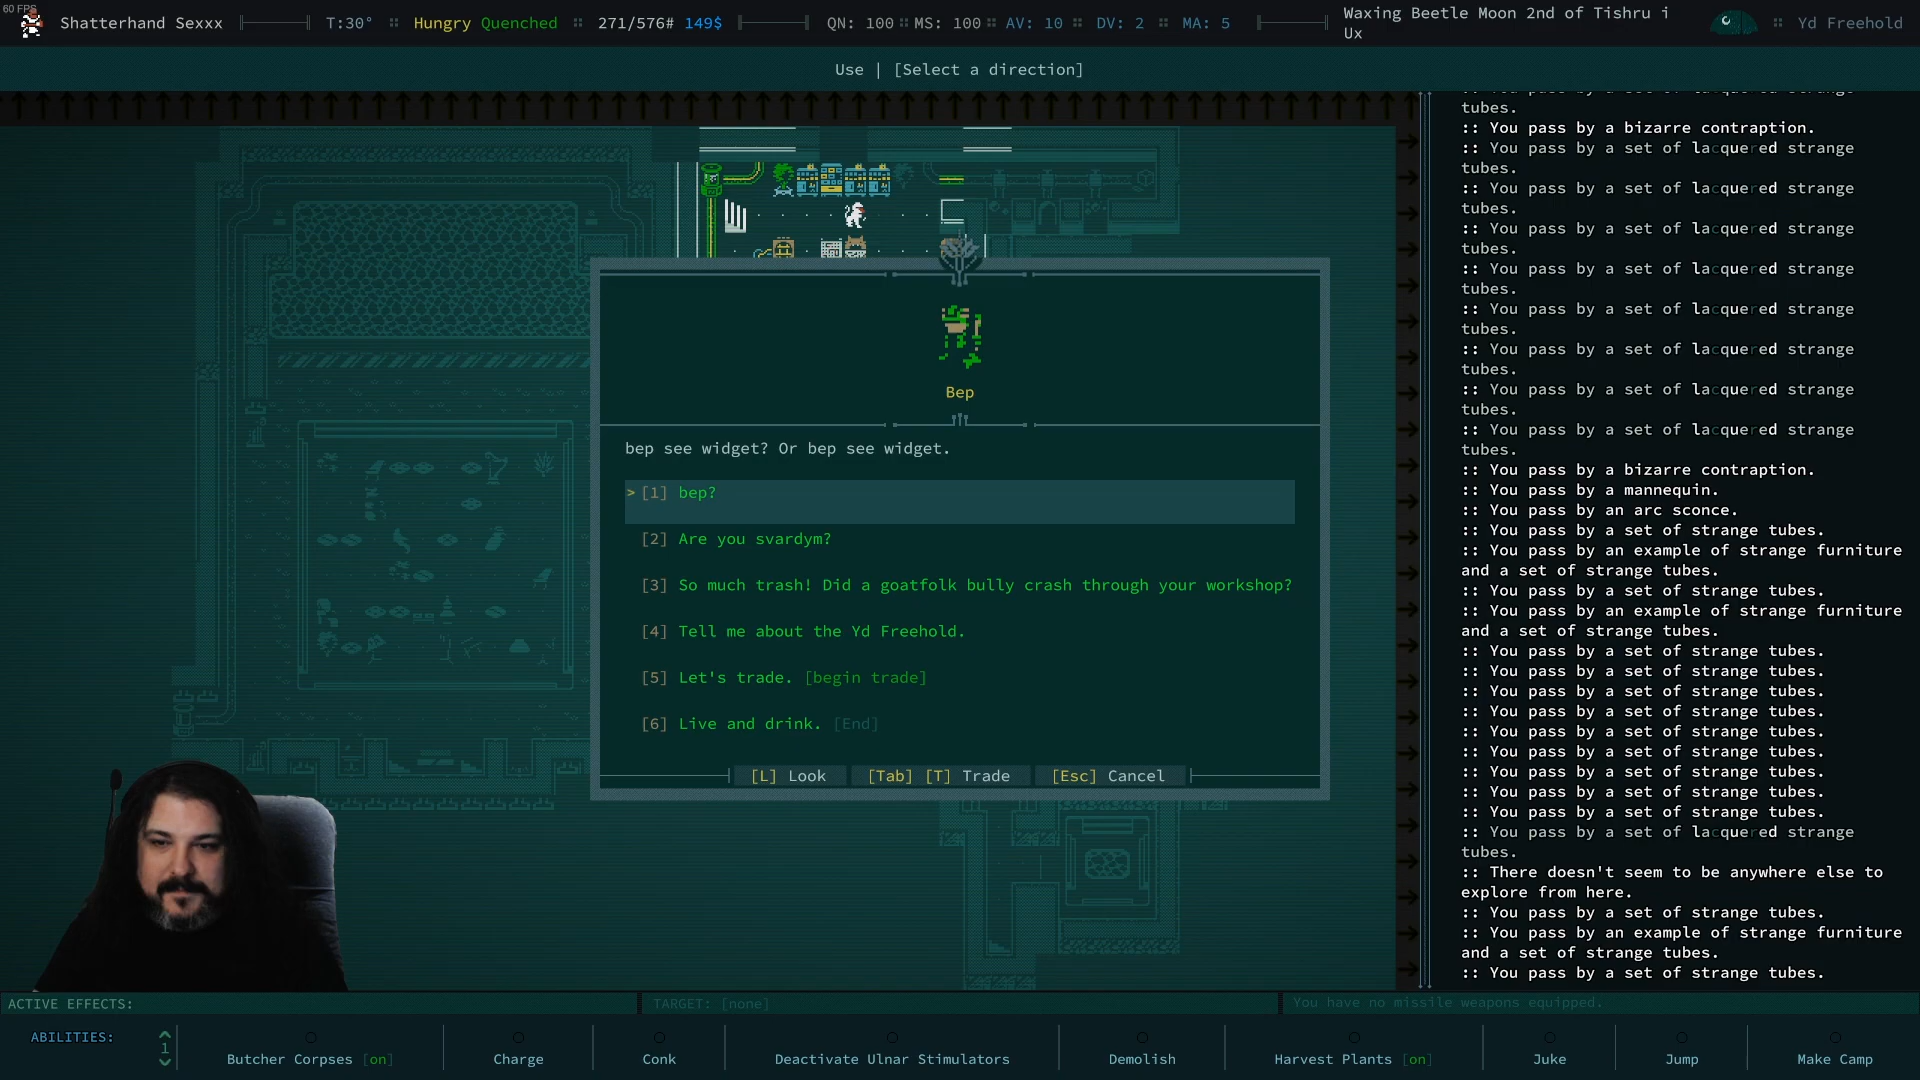 60 FPS
Shatterhand Sexxx
T:30° :: Hungry Quenched :: 271/576# 149$
QN: 100 :: MS: 100 :: AV: 10 :: DV: 2 :: MA: 5
Waxing Beetle Moon 2nd of Tishru i
Ux
:: Yd Freehold
Use | [Select a direction]
tubes.
:: You pass by a bizarre contraption.
:: You pass by a set of lacquered strange
tubes.
:: You pass by a set of lacquered strange
tubes.
:: You pass by a set of lacquered strange
tubes.
:: You pass by a set of lacquered strange
tubes.
:: You pass by a set of lacquered strange
tubes.
:: You pass by a set of lacquered strange
tubes.
:: You pass by a set of lacquered strange
tubes.
:: You pass by a set of lacquered strange
tubes.
:: You pass by a bizarre contraption.
:: You pass by a mannequin.
:: You pass by an arc sconce.
:: You pass by a set of strange tubes.
:: You pass by an example of strange furniture
and a set of strange tubes.
:: You pass by a set of strange tubes.
:: You pass by an example of strange furniture
and a set of strange tubes.
:: You pass by a set of strange tubes.
:: You pass by a set of strange tubes.
:: You pass by a set of strange tubes.
:: You pass by a set of strange tubes.
:: You pass by a set of strange tubes.
:: You pass by a set of strange tubes.
:: You pass by a set of strange tubes.
:: You pass by a set of strange tubes.
:: You pass by a set of strange tubes.
:: You pass by a set of lacquered strange
tubes.
:: There doesn't seem to be anywhere else to
explore from here.
:: You pass by a set of strange tubes.
:: You pass by an example of strange furniture
and a set of strange tubes.
:: You pass by a set of strange tubes.
Bep
bep see widget? Or bep see widget.
> [1] bep?
[2] Are you svardym?
[3] So much trash! Did a goatfolk bully crash through your workshop?
[4] Tell me about the Yd Freehold.
[5] Let's trade. [begin trade]
[6] Live and drink. [End]
[L] Look
[Tab] [T] Trade
[Esc] Cancel
ACTIVE EFFECTS:
TARGET: [none]
You have no missile weapons equipped.
ABILITIES:
1
Butcher Corpses [on]
Charge
Conk
Deactivate Ulnar Stimulators
Demolish
Harvest Plants [on]
Juke
Jump
Make Camp